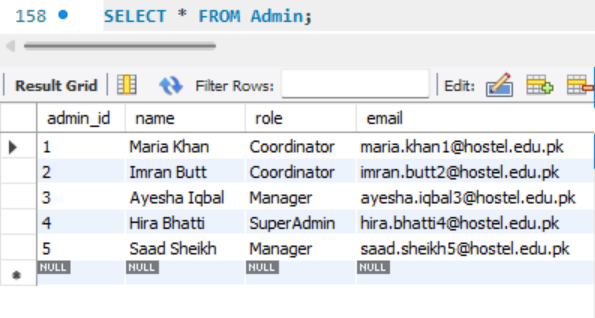 158 SELECT * FROM Admin;
Result Grid Filter Rows: Edit:
admin_id name role email
1 Maria Khan Coordinator maria.khan1@hostel.edu.pk
2 Imran Butt Coordinator imran.butt2@hostel.edu.pk
3 Ayesha Iqbal Manager ayesha.iqbal3@hostel.edu.pk
4 Hira Bhatti SuperAdmin hira.bhatti4@hostel.edu.pk
5 Saad Sheikh Manager saad.sheikh5@hostel.edu.pk
NULL NULL NULL NULL